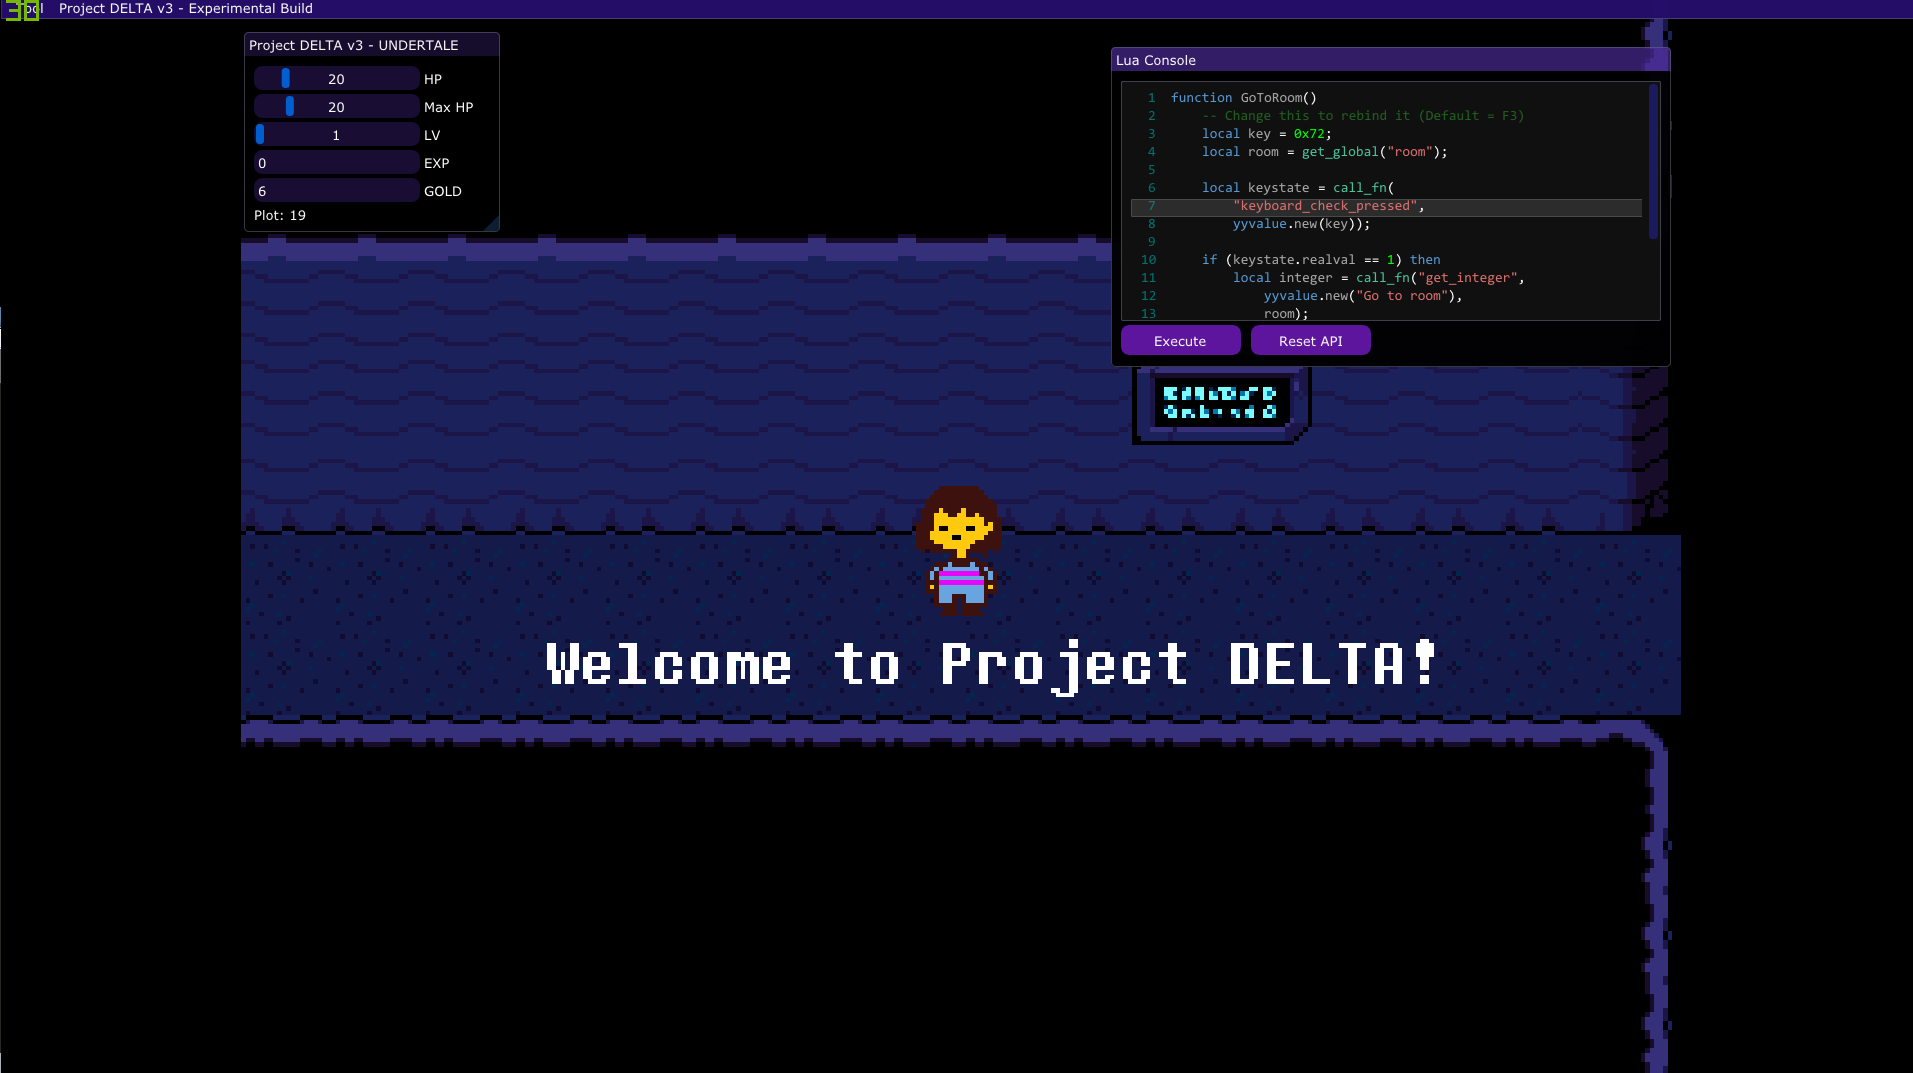 Project DELTA v3 - Experimental Build
Project DELTA v3 - UNDERTALE
20 HP
20 Max HP
1 LV
0 EXP
6 GOLD
Plot: 19
Lua Console
1 function GoToRoom()
2 -- Change this to rebind it (Default = F3)
3 local key = 0x72;
4 local room = get_global("room");
5
6 local keystate = call_fn(
7 "keyboard_check_pressed",
8 yyvalue.new(key));
9
10 if (keystate.realval == 1) then
11 local integer = call_fn("get_integer",
12 yyvalue.new("Go to room"),
13 room);
Execute Reset API
Welcome to Project DELTA!